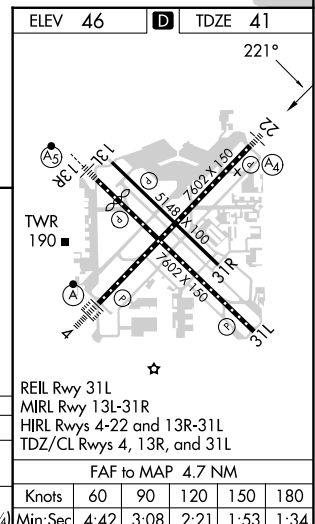 ELEV 46 D TDZE 41
221°
A5
13R
13L
22
P
A4
7602 X 150
5148 X 100
TWR
190
P
7602 X 150
31R
A
P
P
4
31L
REIL Rwy 31L
MIRL Rwy 13L-31R
HIRL Rwys 4-22 and 13R-31L
TDZ/CL Rwys 4, 13R, and 31L
FAF to MAP 4.7 NM
Knots 60 90 120 150 180
Min:Sec 4:42 3:08 2:21 1:53 1:34